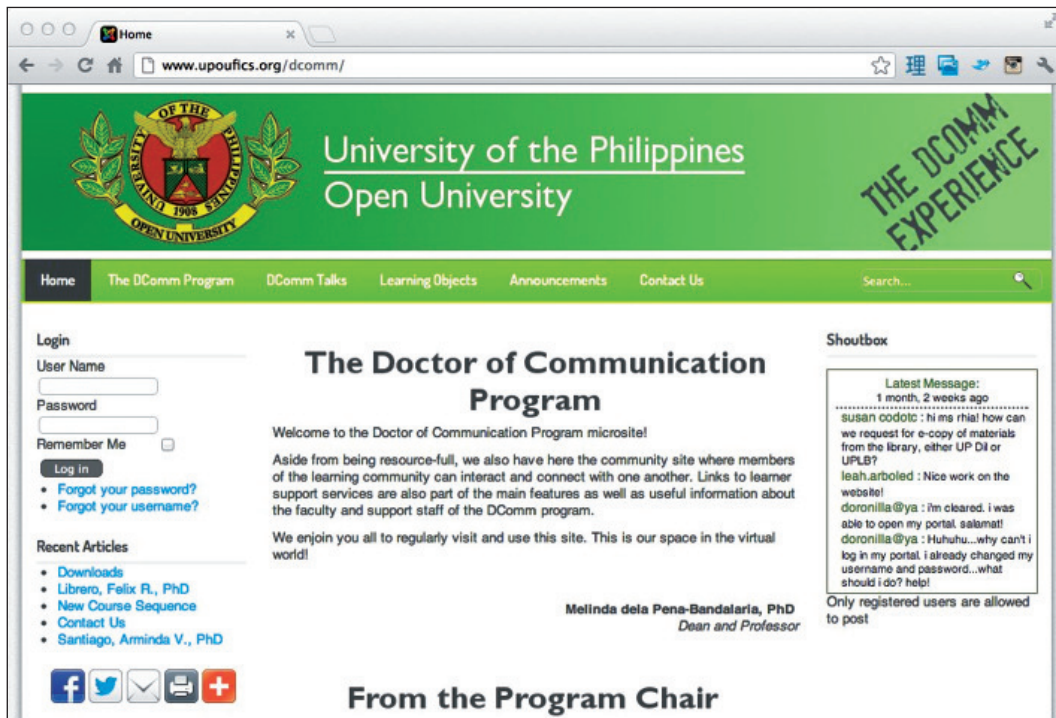 Home
www.upoufics.org/dcomm/
理
UNIVERSITY OF THE PHILIPPINES
1908
OPEN UNIVERSITY
University of the Philippines
Open University
THE DCOMM
EXPERIENCE
Home The DComm Program DComm Talks Learning Objects Announcements Contact Us Search...
Login
User Name
Password
Remember Me
Log in
Forgot your password?
Forgot your username?
Recent Articles
Downloads
Librero, Felix R., PhD
New Course Sequence
Contact Us
Santiago, Arminda V., PhD
The Doctor of Communication
Program
Welcome to the Doctor of Communication Program microsite!
Aside from being resource-full, we also have here the community site where members
of the learning community can interact and connect with one another. Links to learner
support services are also part of the main features as well as useful information about
the faculty and support staff of the DComm program.
We enjoin you all to regularly visit and use this site. This is our space in the virtual
world!
Melinda dela Pena-Bandalaria, PhD
Dean and Professor
From the Program Chair
Shoutbox
Latest Message:
1 month, 2 weeks ago
susan codotc : hi ms rhia! how can
we request for e-copy of materials
from the library, either UP Dil or
UPLB?
leah.arboled : Nice work on the
website!
doronilla@ya : i'm cleared. i was
able to open my portal. salamat!
doronilla@ya : Huhuhu...why can't i
log in my portal. i already changed my
username and password...what
should i do? help!
Only registered users are allowed
to post